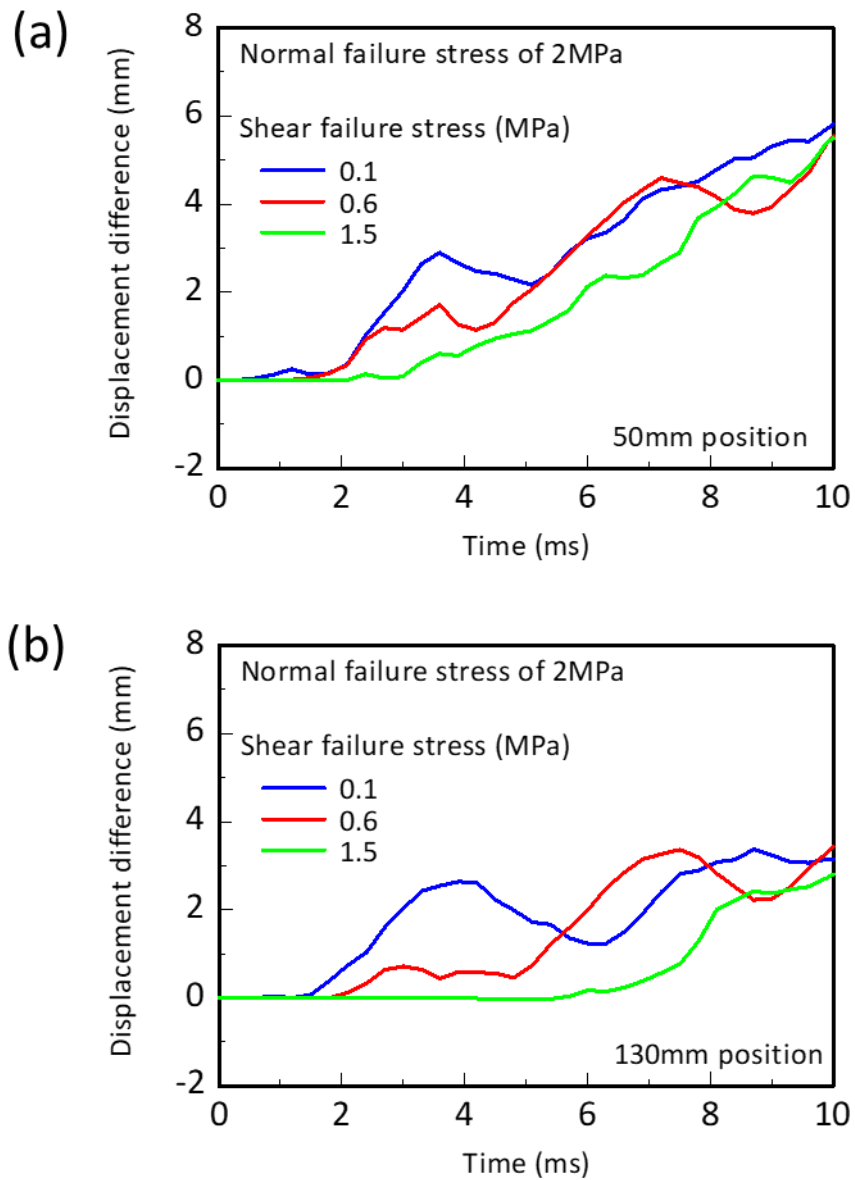 (a)
Normal failure stress of 2MPa
Shear failure stress (MPa)
0.1
0.6
1.5
50mm position
Displacement difference (mm)
8
6
4
2
0
-2
0 2 4 6 8 10
Time (ms)
(b)
Normal failure stress of 2MPa
Shear failure stress (MPa)
0.1
0.6
1.5
130mm position
Displacement difference (mm)
8
6
4
2
0
-2
0 2 4 6 8 10
Time (ms)